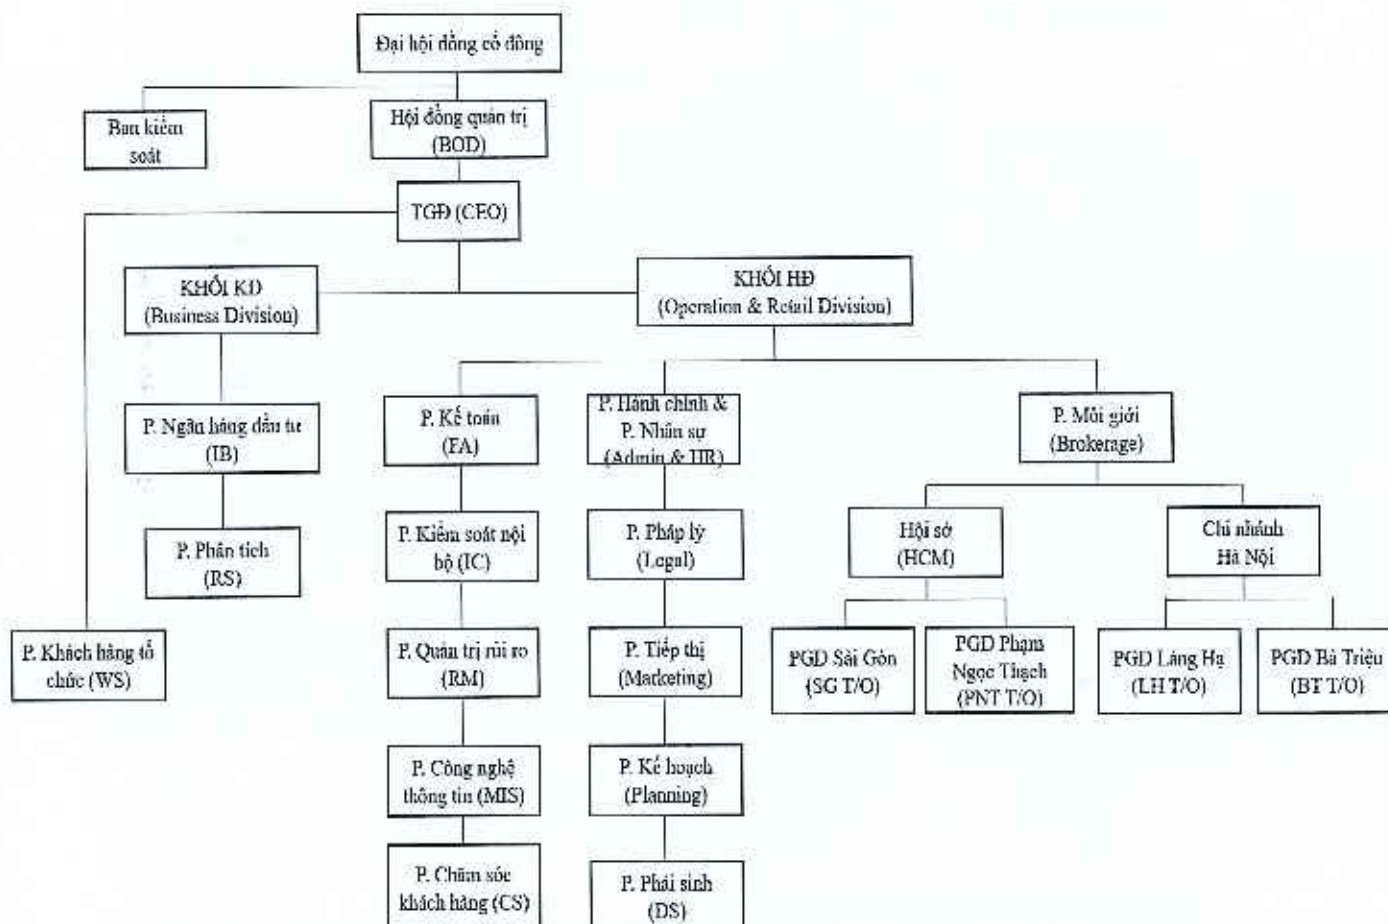 Đại hội đồng cổ đông
Ban kiểm
soát
Hội đồng quản trị
(BOD)
TGĐ (CEO)
KHỐI KD
(Business Division)
KHỐI HĐ
(Operation & Retail Division)
P. Ngân hàng đầu tư
(IB)
P. Phân tích
(RS)
P. Khách hàng tổ
chức (WS)
P. Kế toán
(FA)
P. Kiểm soát nội
bộ (IC)
P. Quản trị rủi ro
(RM)
P. Công nghệ
thông tin (MIS)
P. Chăm sóc
khách hàng (CS)
P. Hành chính &
P. Nhân sự
(Admin & HR)
P. Pháp lý
(Legal)
P. Tiếp thị
(Marketing)
P. Kế hoạch
(Planning)
P. Phái sinh
(DS)
P. Môi giới
(Brokerage)
Hội sở
(HCM)
Chi nhánh
Hà Nội
PGD Sài Gòn
(SG T/O)
PGD Phạm
Ngọc Thạch
(PNT T/O)
PGD Láng Hạ
(LH T/O)
PGD Bà Triệu
(BT T/O)